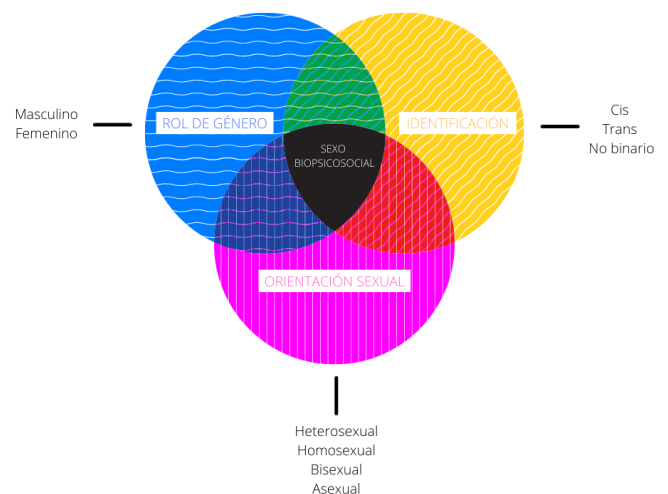 Masculino
Femenino
ROL DE GÉNERO
IDENTIFICACIÓN
Cis
Trans
No binario
SEXO
BIOPSICOSOCIAL
ORIENTACIÓN SEXUAL
Heterosexual
Homosexual
Bisexual
Asexual